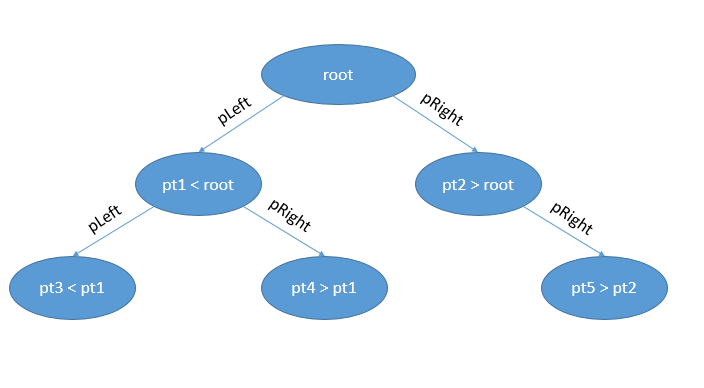 root
pLeft
pRight
pt1 < root
pt2 > root
pLeft
pRight
pRight
pt3 < pt1
pt4 > pt1
pt5 > pt2